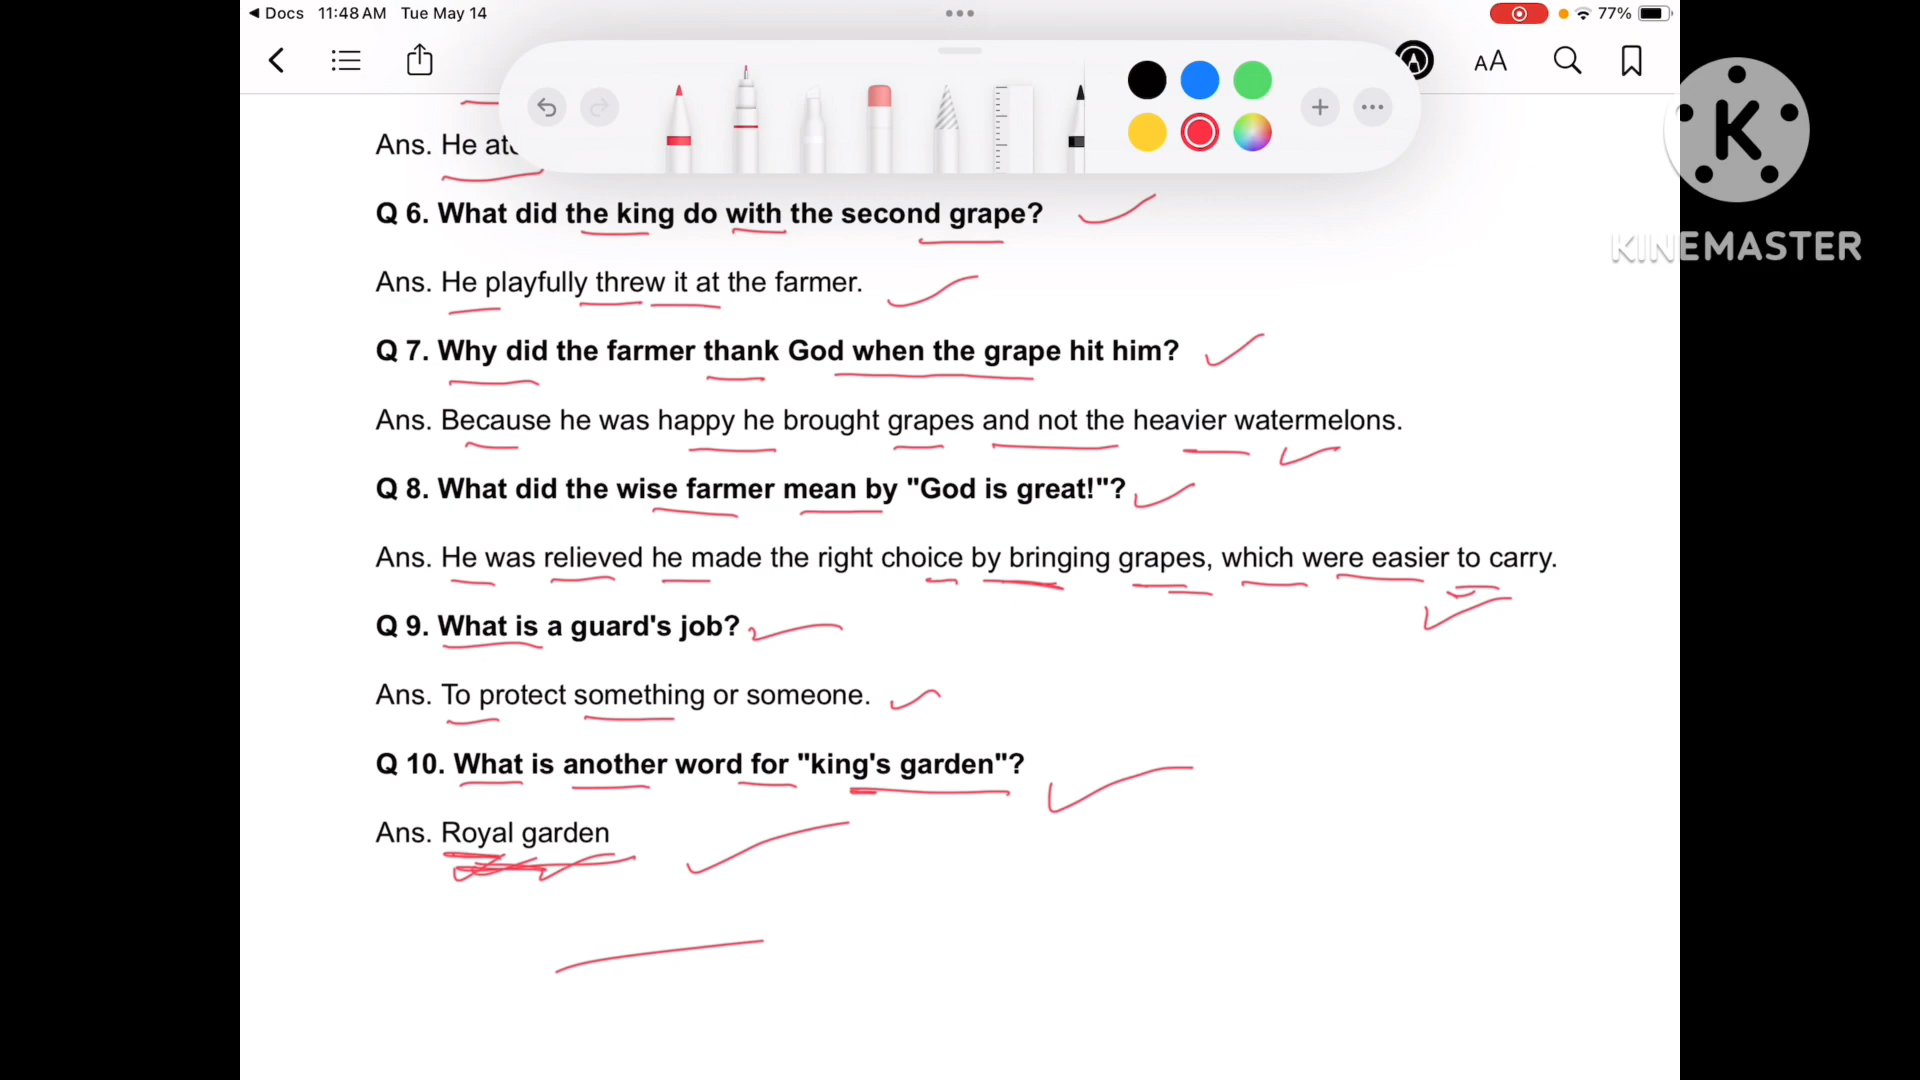 Docs 11:48 AM Tue May 14
77%
AA
Ans. He ate
Q 6. What did the king do with the second grape?
Ans. He playfully threw it at the farmer.
Q 7. Why did the farmer thank God when the grape hit him?
Ans. Because he was happy he brought grapes and not the heavier watermelons.
Q 8. What did the wise farmer mean by "God is great!"?
Ans. He was relieved he made the right choice by bringing grapes, which were easier to carry.
Q 9. What is a guard's job?
Ans. To protect something or someone.
Q 10. What is another word for "king's garden"?
Ans. Royal garden
K
KINEMASTER